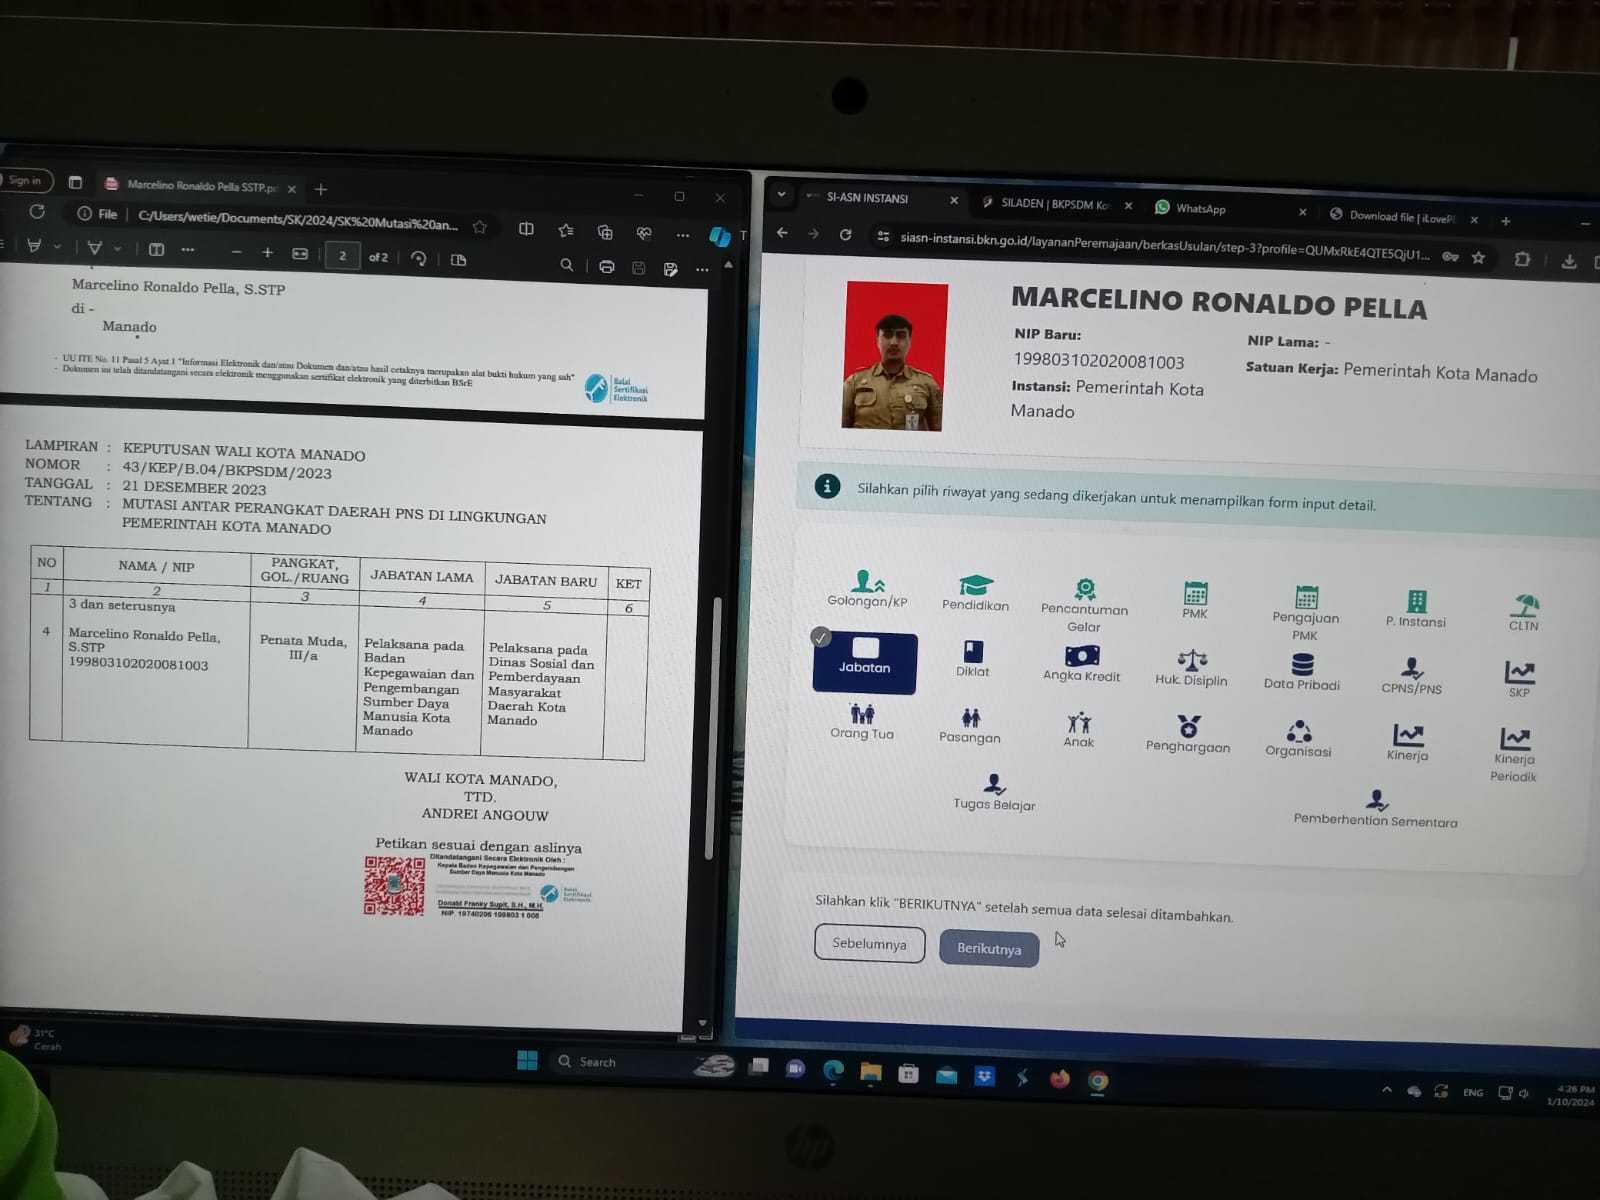 Sign in
Marcelino Ronaldo Pella SSTP.pd
File
C:/Users/wetie/Documents/SK/2024/SK%20Mutasi%20an...
2
of 2
Marcelino Ronaldo Pella, S.STP
di -
Manado
- UU ITE No. 11 Pasal 5 Ayat 1 "Informasi Elektronik dan/atau Dokumen dan/atau hasil cetaknya merupakan alat bukti hukum yang sah"
- Dokumen ini telah ditandatangani secara elektronik menggunakan sertifikat elektronik yang diterbitkan BSrE
Balai
Sertifikasi
Elektronik
LAMPIRAN : KEPUTUSAN WALI KOTA MANADO
NOMOR : 43/KEP/B.04/BKPSDM/2023
TANGGAL : 21 DESEMBER 2023
TENTANG : MUTASI ANTAR PERANGKAT DAERAH PNS DI LINGKUNGAN
PEMERINTAH KOTA MANADO
NO
NAMA / NIP
PANGKAT,
GOL./RUANG
JABATAN LAMA
JABATAN BARU
KET
1
2
3
4
5
6
3 dan seterusnya
4
Marcelino Ronaldo Pella,
S.STP
199803102020081003
Penata Muda,
III/a
Pelaksana pada
Badan
Kepegawaian dan
Pengembangan
Sumber Daya
Manusia Kota
Manado
Pelaksana pada
Dinas Sosial dan
Pemberdayaan
Masyarakat
Daerah Kota
Manado
WALI KOTA MANADO,
TTD.
ANDREI ANGOUW
Petikan sesuai dengan aslinya
Ditandatangani Secara Elektronik Oleh :
Kepala Badan Kepegawaian dan Pengembangan
Sumber Daya Manusia Kota Manado
Balai
Sertifikasi
Elektronik
Donald Franky Supit, S.H., M.H.
NIP. 19740206 199803 1 008
SI-ASN INSTANSI
SILADEN | BKPSDM Ko
WhatsApp
Download file | iLovePD
siasn-instansi.bkn.go.id/layananPeremajaan/berkasUsulan/step-3?profile=QUMxRkE4QTE5QjU1...
MARCELINO RONALDO PELLA
NIP Baru:
199803102020081003
Instansi: Pemerintah Kota
Manado
NIP Lama: -
Satuan Kerja: Pemerintah Kota Manado
Silahkan pilih riwayat yang sedang dikerjakan untuk menampilkan form input detail.
Golongan/KP
Pendidikan
Pencantuman
Gelar
PMK
Pengajuan
PMK
P. Instansi
CLTN
Jabatan
Diklat
Angka Kredit
Huk. Disiplin
Data Pribadi
CPNS/PNS
SKP
Orang Tua
Pasangan
Anak
Penghargaan
Organisasi
Kinerja
Kinerja
Periodik
Tugas Belajar
Pemberhentian Sementara
Silahkan klik "BERIKUTNYA" setelah semua data selesai ditambahkan.
Sebelumnya
Berikutnya
31°C
Cerah
Search
ENG
4:26 PM
1/10/2024
hp